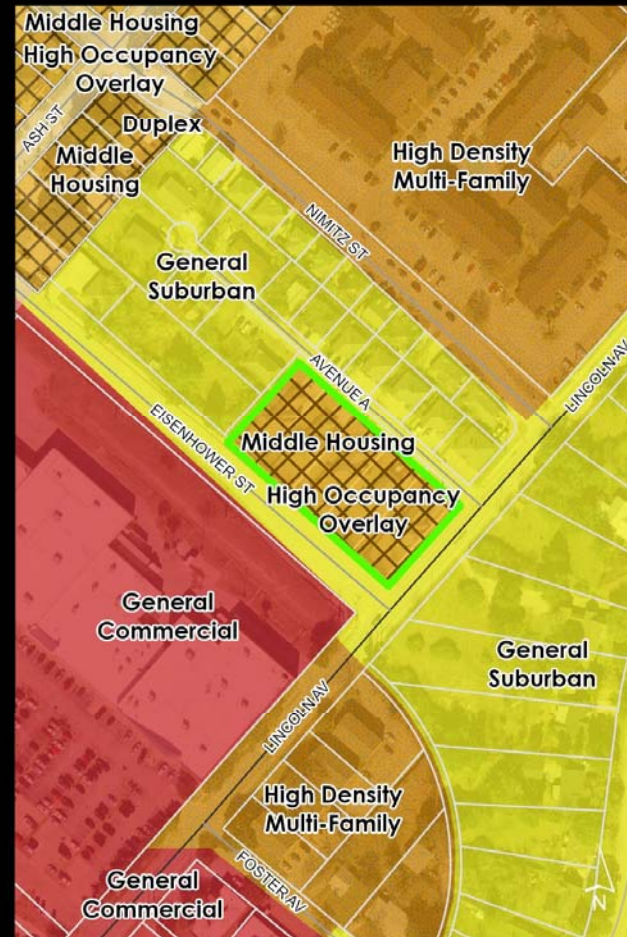 Middle Housing
High Occupancy
Overlay
ASH ST
Duplex
Middle
Housing
High Density
Multi-Family
NIMITZ ST
General
Suburban
AVENUE A
LINCOLN AV
EISENHOWER ST
Middle Housing
High Occupancy
Overlay
General
Commercial
General
Suburban
LINCOLN AV
High Density
Multi-Family
FOSTER AV
General
Commercial
N